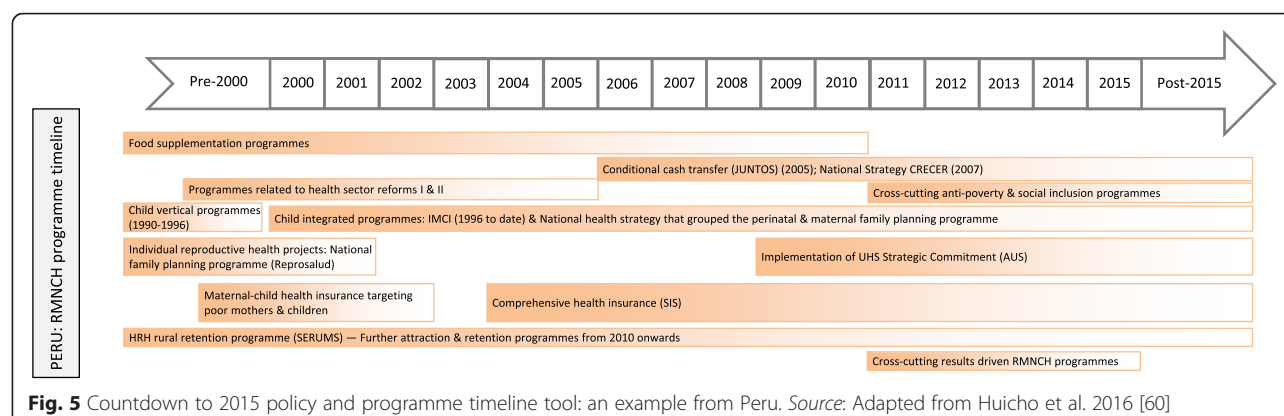 Pre-2000 2000 2001 2002 2003 2004 2005 2006 2007 2008 2009 2010 2011 2012 2013 2014 2015 Post-2015
PERU: RMNCH programme timeline
Food supplementation programmes
Conditional cash transfer (JUNTOS) (2005); National Strategy CRECER (2007)
Programmes related to health sector reforms I & II
Cross-cutting anti-poverty & social inclusion programmes
Child vertical programmes
(1990-1996)
Child integrated programmes: IMCI (1996 to date) & National health strategy that grouped the perinatal & maternal family planning programme
Individual reproductive health projects: National
family planning programme (Reprosalud)
Implementation of UHS Strategic Commitment (AUS)
Maternal-child health insurance targeting
poor mothers & children
Comprehensive health insurance (SIS)
HRH rural retention programme (SERUMS) — Further attraction & retention programmes from 2010 onwards
Cross-cutting results driven RMNCH programmes
Fig. 5 Countdown to 2015 policy and programme timeline tool: an example from Peru. Source: Adapted from Huicho et al. 2016 [60]